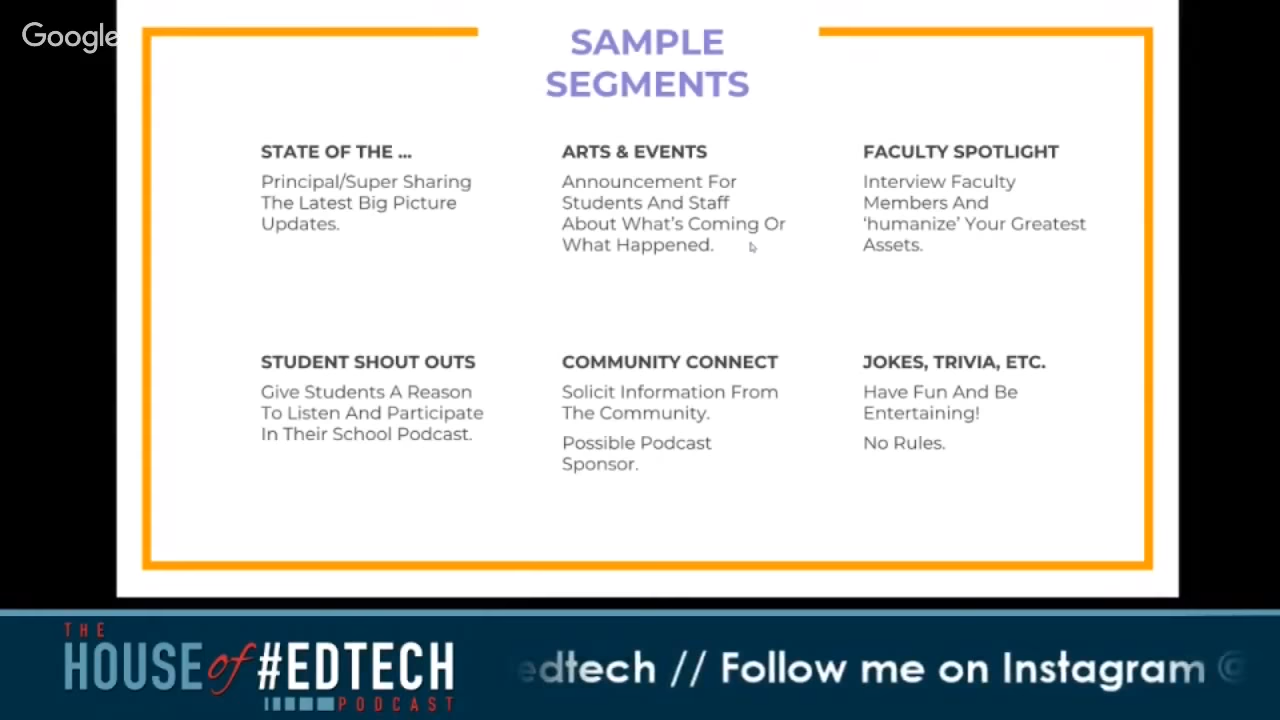 Google
SAMPLE
SEGMENTS
STATE OF THE ...
Principal/Super Sharing
The Latest Big Picture
Updates.
ARTS & EVENTS
Announcement For
Students And Staff
About What's Coming Or
What Happened.
FACULTY SPOTLIGHT
Interview Faculty
Members And
‘humanize’ Your Greatest
Assets.
STUDENT SHOUT OUTS
Give Students A Reason
To Listen And Participate
In Their School Podcast.
COMMUNITY CONNECT
Solicit Information From
The Community.
Possible Podcast
Sponsor.
JOKES, TRIVIA, ETC.
Have Fun And Be
Entertaining!
No Rules.
THE
HOUSE of #EDTECH
PODCAST
edtech // Follow me on Instagram @